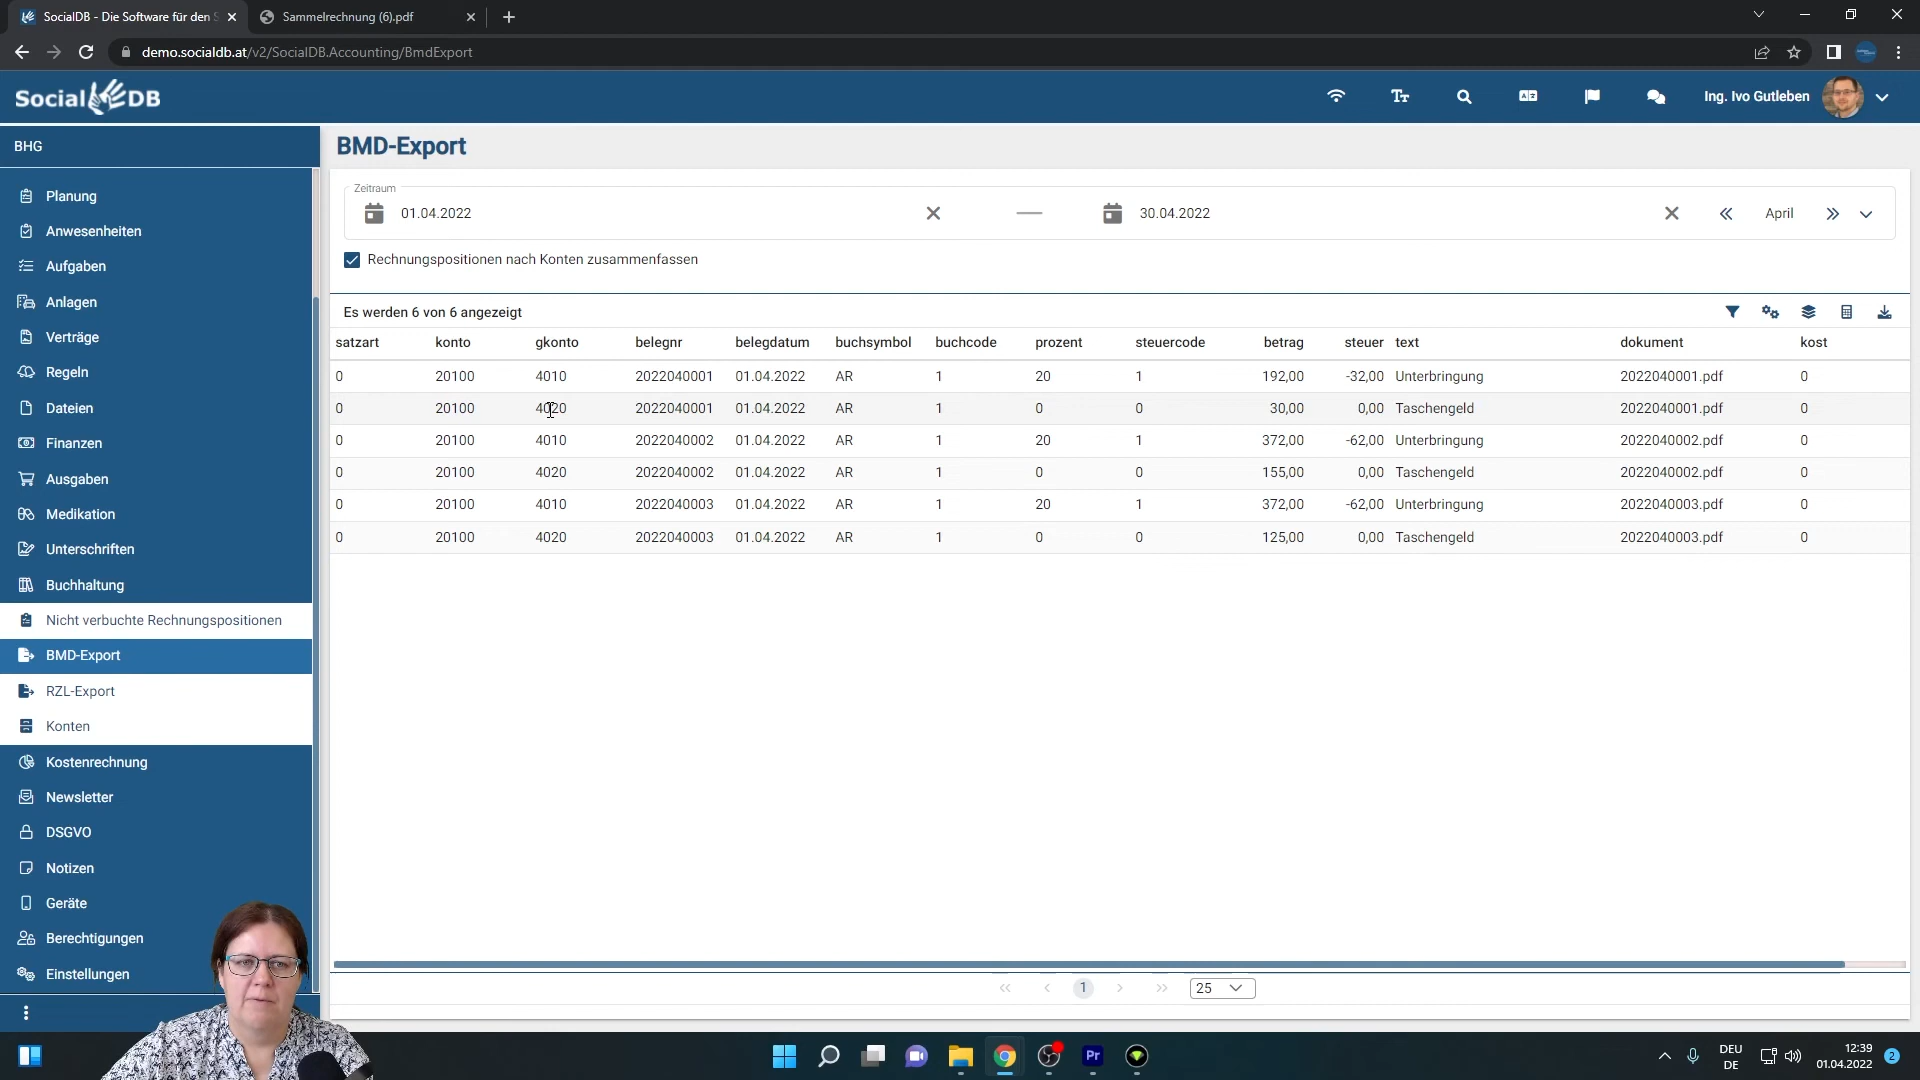 SocialDB - Die Software für den S
Sammelrechnung (6).pdf
demo.socialdb.at/v2/SocialDB.Accounting/BmdExport
Social DB
Ing. Ivo Gutleben
BHG
Planung
Anwesenheiten
Aufgaben
Anlagen
Verträge
Regeln
Dateien
Finanzen
Ausgaben
Medikation
Unterschriften
Buchhaltung
Nicht verbuchte Rechnungspositionen
BMD-Export
RZL-Export
Konten
Kostenrechnung
Newsletter
DSGVO
Notizen
Geräte
Berechtigungen
Einstellungen
BMD-Export
Zeitraum
01.04.2022 30.04.2022 April
Rechnungspositionen nach Konten zusammenfassen
Es werden 6 von 6 angezeigt
satzart konto gkonto belegnr belegdatum buchsymbol buchcode prozent steuercode betrag steuer text dokument kost
0 20100 4010 2022040001 01.04.2022 AR 1 20 1 192,00 -32,00 Unterbringung 2022040001.pdf 0
0 20100 4020 2022040001 01.04.2022 AR 1 0 0 30,00 0,00 Taschengeld 2022040001.pdf 0
0 20100 4010 2022040002 01.04.2022 AR 1 20 1 372,00 -62,00 Unterbringung 2022040002.pdf 0
0 20100 4020 2022040002 01.04.2022 AR 1 0 0 155,00 0,00 Taschengeld 2022040002.pdf 0
0 20100 4010 2022040003 01.04.2022 AR 1 20 1 372,00 -62,00 Unterbringung 2022040003.pdf 0
0 20100 4020 2022040003 01.04.2022 AR 1 0 0 125,00 0,00 Taschengeld 2022040003.pdf 0
1 25
Pr
DEU
DE
12:39
01.04.2022
2